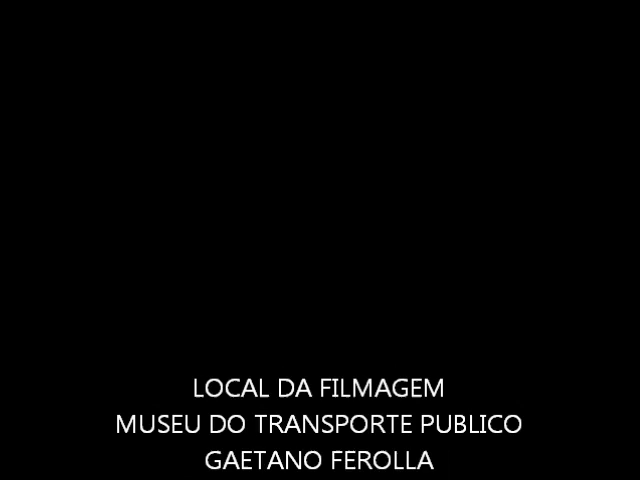 LOCAL DA FILMAGEM
MUSEU DO TRANSPORTE PUBLICO
GAETANO FEROLLA